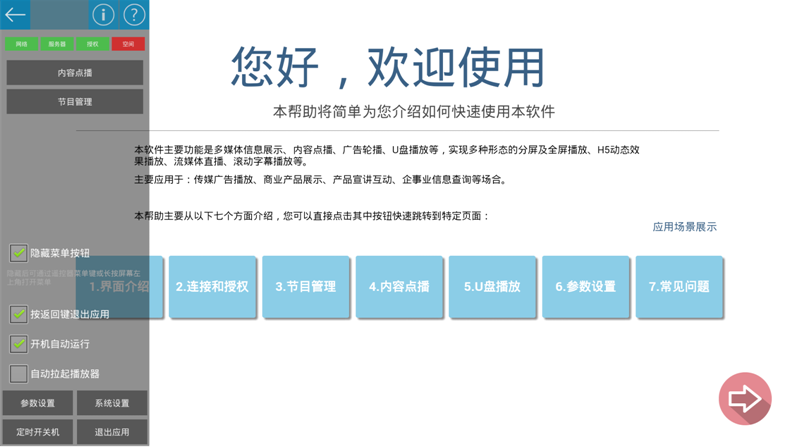 网络 服务器 授权 空闲
内容点播
节目管理
隐藏菜单按钮
隐藏后可通过遥控器菜单键或长按屏幕左
上角打开菜单
按返回键退出应用
开机自动运行
自动拉起播放器
参数设置 系统设置
定时开关机 退出应用
您好，欢迎使用
本帮助将简单为您介绍如何快速使用本软件
本软件主要功能是多媒体信息展示、内容点播、广告轮播、U盘播放等，实现多种形态的分屏及全屏播放、H5动态效
果播放、流媒体直播、滚动字幕播放等。
主要应用于：传媒广告播放、商业产品展示、产品宣讲互动、企事业信息查询等场合。
本帮助主要从以下七个方面介绍，您可以直接点击其中按钮快速跳转到特定页面：
应用场景展示
1.界面介绍 2.连接和授权 3.节目管理 4.内容点播 5.U盘播放 6.参数设置 7.常见问题